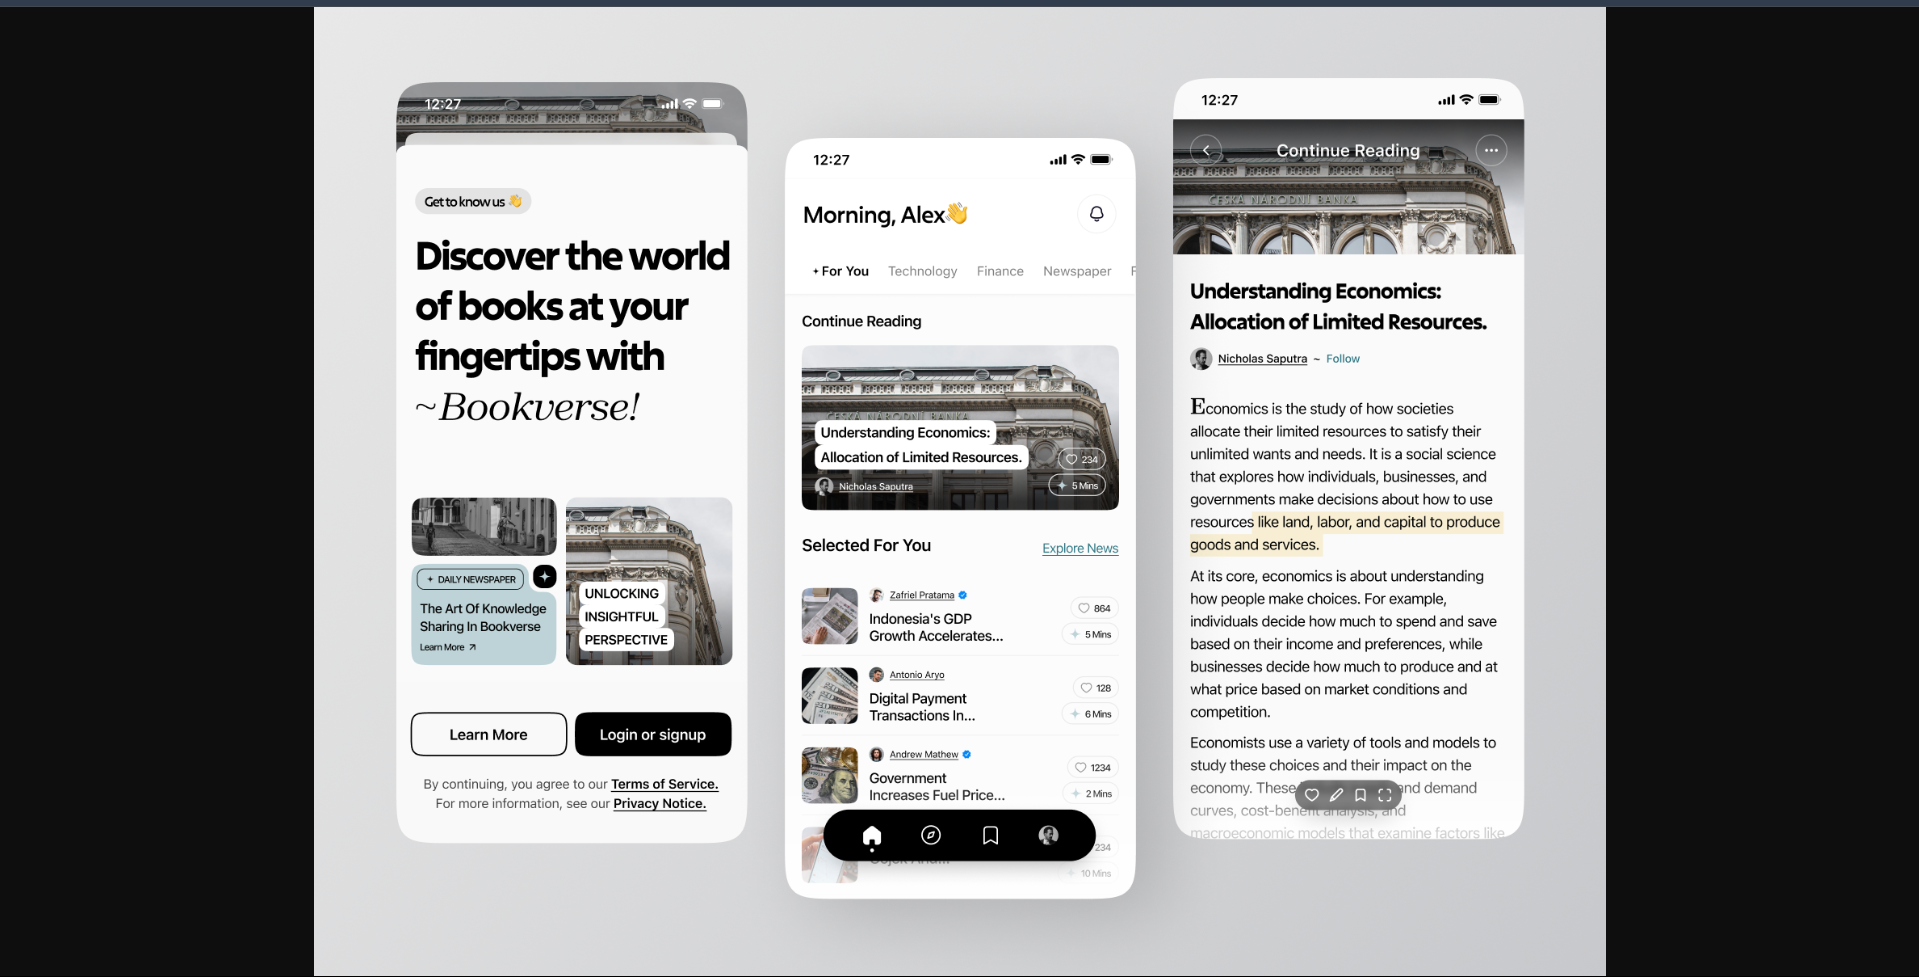 12:27
Get to know us 👋
Discover the world
of books at your
fingertips with
~Bookverse!
DAILY NEWSPAPER
The Art Of Knowledge
Sharing In Bookverse
Learn More ↗
UNLOCKING
INSIGHTFUL
PERSPECTIVE
Learn More
Login or signup
By continuing, you agree to our Terms of Service.
For more information, see our Privacy Notice.
12:27
Morning, Alex👋
For You
Technology
Finance
Newspaper
F
Continue Reading
ČESKÁ NÁRODNÍ BANKA
Understanding Economics:
Allocation of Limited Resources.
Nicholas Saputra
234
5 Mins
Selected For You
Explore News
Zafriel Pratama
Indonesia's GDP
Growth Accelerates...
864
5 Mins
Antonio Aryo
Digital Payment
Transactions In...
128
6 Mins
Andrew Mathew
Government
Increases Fuel Price...
1234
2 Mins
234
10 Mins
12:27
Continue Reading
ČESKÁ NÁRODNÍ BANKA
Understanding Economics:
Allocation of Limited Resources.
Nicholas Saputra ~ Follow
Economics is the study of how societies
allocate their limited resources to satisfy their
unlimited wants and needs. It is a social science
that explores how individuals, businesses, and
governments make decisions about how to use
resources like land, labor, and capital to produce
goods and services.
At its core, economics is about understanding
how people make choices. For example,
individuals decide how much to spend and save
based on their income and preferences, while
businesses decide how much to produce and at
what price based on market conditions and
competition.
Economists use a variety of tools and models to
study these choices and their impact on the
economy. These and demand
curves, cost-benefit analysis, and
macroeconomic models that examine factors like